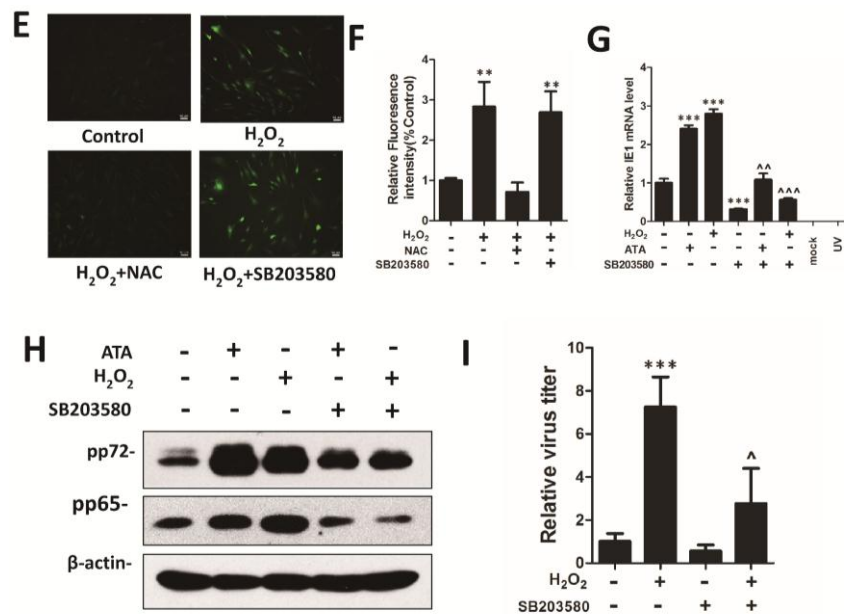 E
Control
H₂O₂
H₂O₂+NAC
H₂O₂+SB203580
F
Relative Fluoresence
intensity(% Control)
4
3
2
1
0
**
**
H₂O₂ - + + +
NAC - - + -
SB203580 - - - +
G
Relative IE1 mRNA level
4
3
2
1
0
***
***
***
^^
^^^
H₂O₂ - - + - - +
ATA - + - - + -
SB203580 - - - + + +
mock
UV
H
ATA - + - + -
H₂O₂ - - + - +
SB203580 - - - + +
pp72-
pp65-
β-actin-
I
Relative virus titer
10
8
6
4
2
0
***
^
H₂O₂ - + - +
SB203580 - - + +